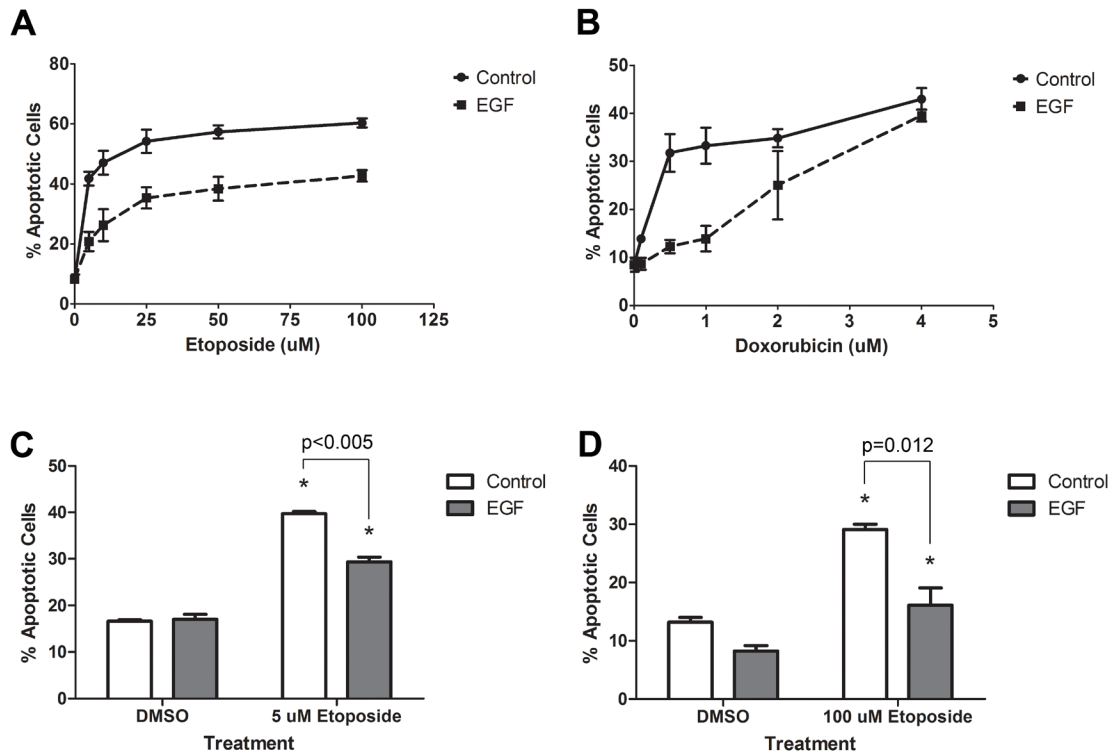 A
% Apoptotic Cells
80
60
40
20
0
0 25 50 75 100 125
Etoposide (uM)
Control
EGF
B
% Apoptotic Cells
50
40
30
20
10
0
0 1 2 3 4 5
Doxorubicin (uM)
Control
EGF
C
% Apoptotic Cells
50
40
30
20
10
0
p<0.005
* 
*
DMSO 5 uM Etoposide
Treatment
Control
EGF
D
% Apoptotic Cells
40
30
20
10
0
p=0.012
*
*
DMSO 100 uM Etoposide
Treatment
Control
EGF